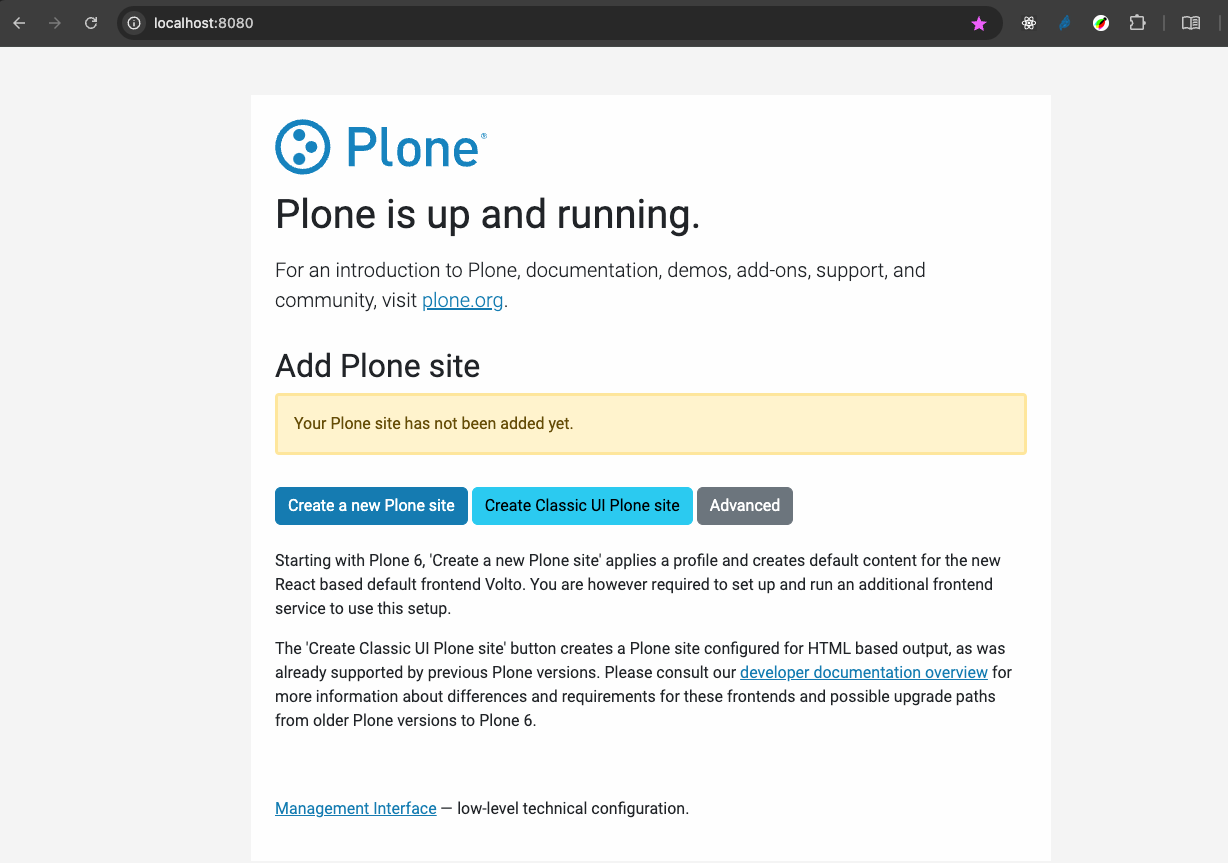 localhost:8080
Plone®
Plone is up and running.
For an introduction to Plone, documentation, demos, add-ons, support, and
community, visit plone.org.
Add Plone site
Your Plone site has not been added yet.
Create a new Plone site Create Classic UI Plone site Advanced
Starting with Plone 6, 'Create a new Plone site' applies a profile and creates default content for the new
React based default frontend Volto. You are however required to set up and run an additional frontend
service to use this setup.
The 'Create Classic UI Plone site' button creates a Plone site configured for HTML based output, as was
already supported by previous Plone versions. Please consult our developer documentation overview for
more information about differences and requirements for these frontends and possible upgrade paths
from older Plone versions to Plone 6.
Management Interface — low-level technical configuration.